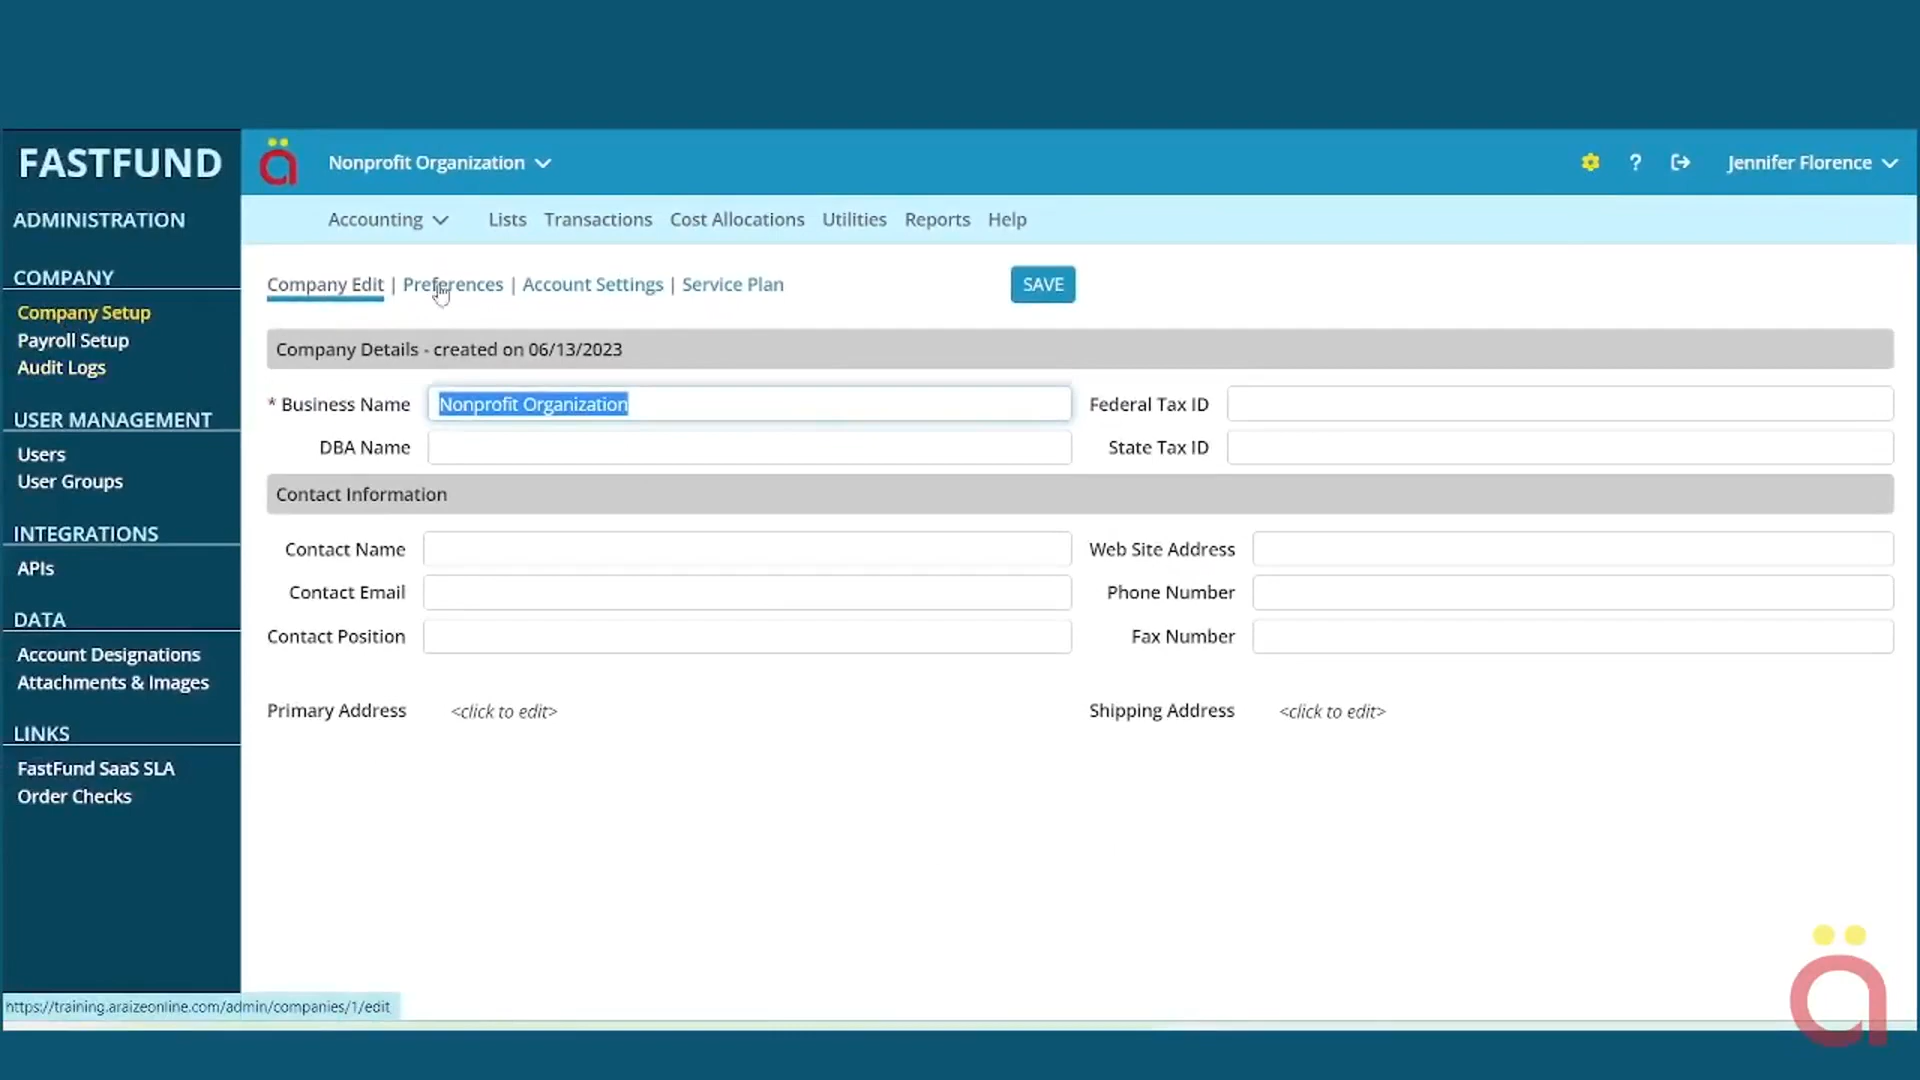 FASTFUND
Nonprofit Organization
Jennifer Florence
ADMINISTRATION
Accounting Lists Transactions Cost Allocations Utilities Reports Help
COMPANY
Company Setup
Payroll Setup
Audit Logs
USER MANAGEMENT
Users
User Groups
INTEGRATIONS
APIs
DATA
Account Designations
Attachments & Images
LINKS
FastFund SaaS SLA
Order Checks
Company Edit | Preferences | Account Settings | Service Plan
SAVE
Company Details - created on 06/13/2023
* Business Name Nonprofit Organization Federal Tax ID
DBA Name State Tax ID
Contact Information
Contact Name Web Site Address
Contact Email Phone Number
Contact Position Fax Number
Primary Address <click to edit> Shipping Address <click to edit>
https://training.araizeonline.com/admin/companies/1/edit
ä